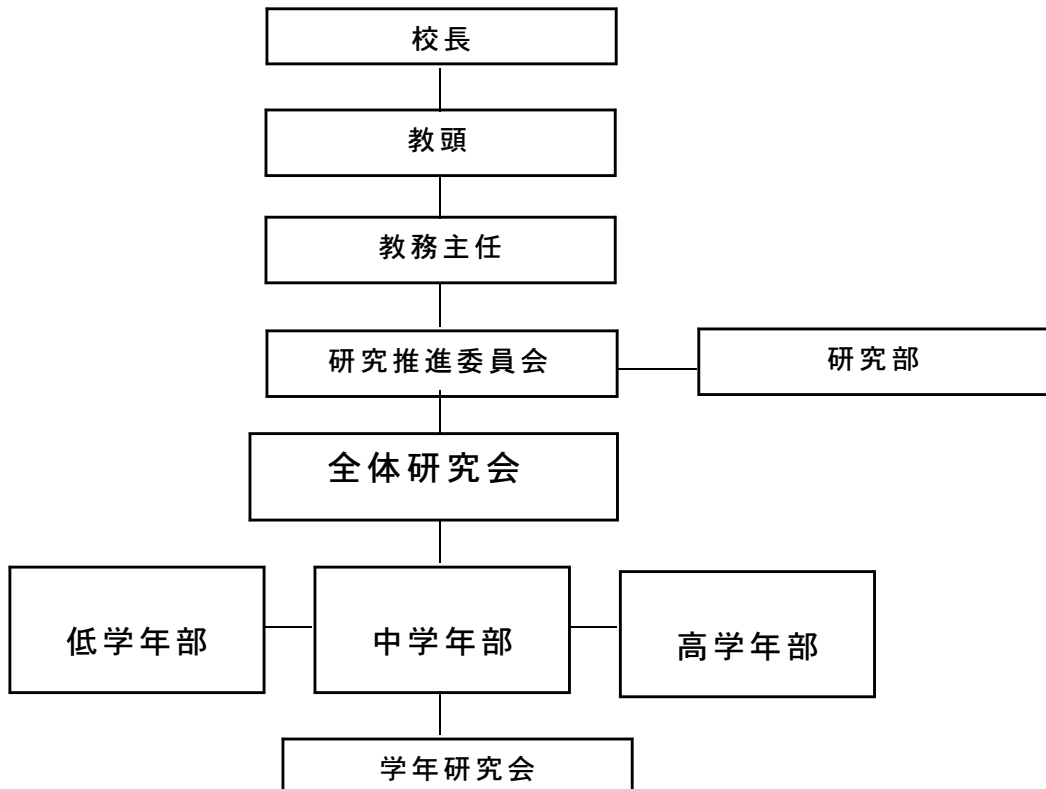 校長
教頭
教務主任
研究推進委員会
研究部
全体研究会
低学年部
中学年部
高学年部
学年研究会